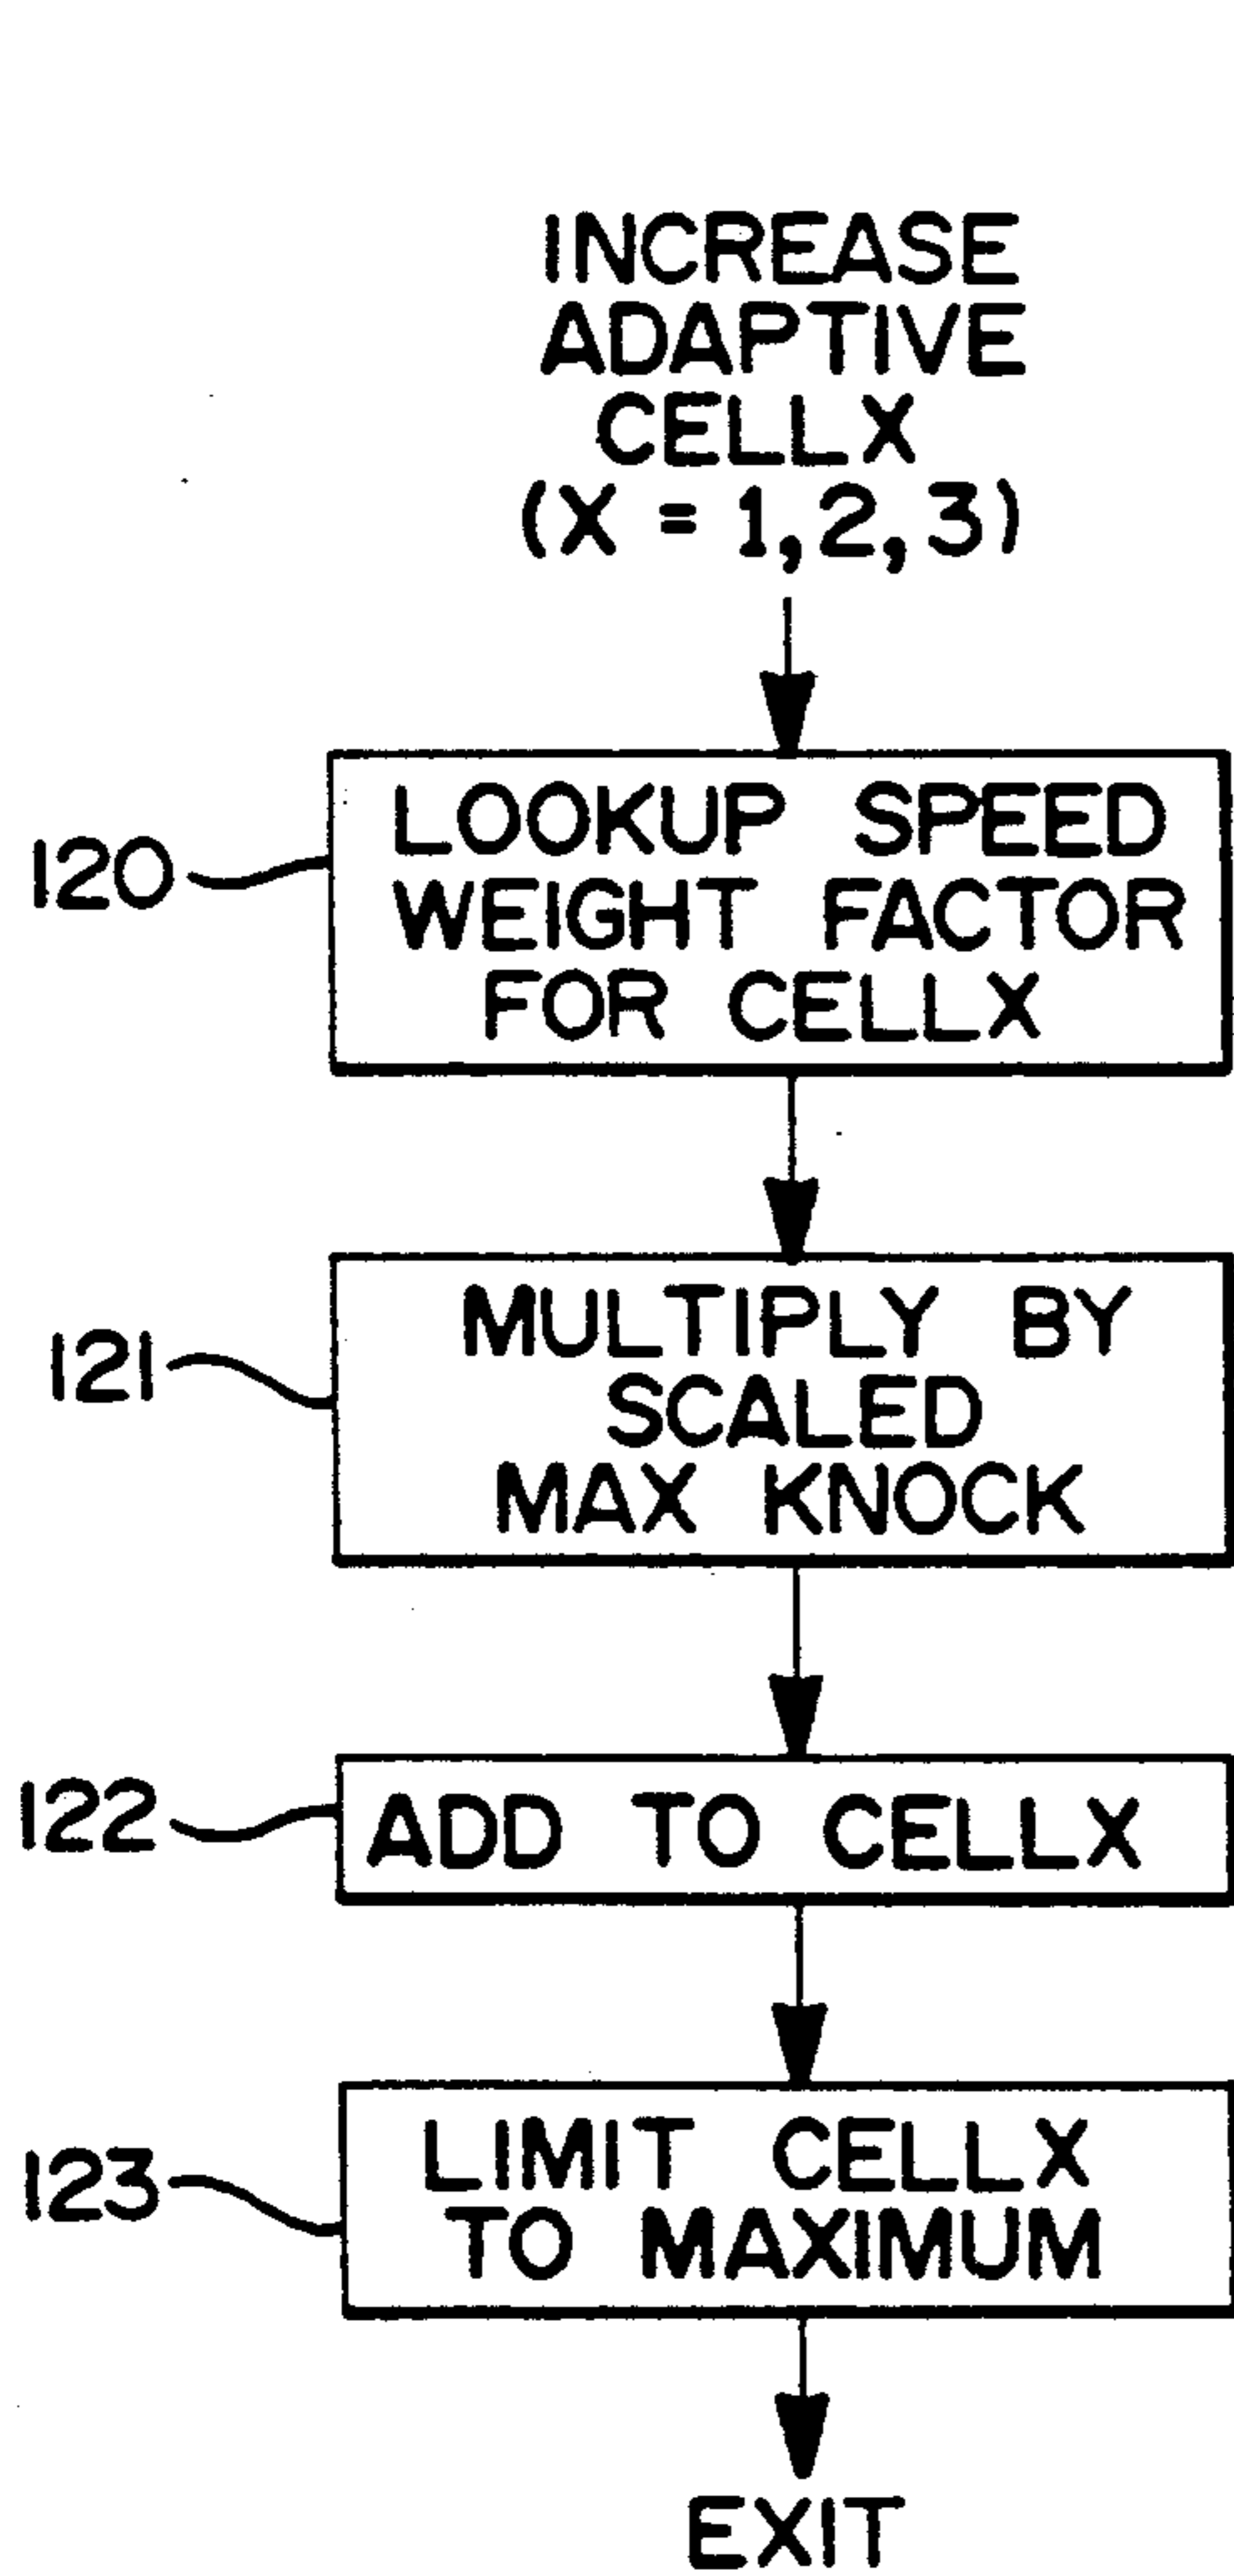 INCREASE
ADAPTIVE
CELLX
(X = 1,2,3)
120
LOOKUP SPEED
WEIGHT FACTOR
FOR CELLX
121
MULTIPLY BY
SCALED
MAX KNOCK
122
ADD TO CELLX
123
LIMIT CELLX
TO MAXIMUM
EXIT